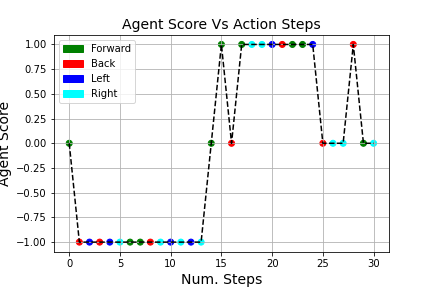 Agent Score Vs Action Steps
Agent Score
1.00
0.75
0.50
0.25
0.00
−0.25
−0.50
−0.75
−1.00
Forward
Back
Left
Right
0 5 10 15 20 25 30
Num. Steps